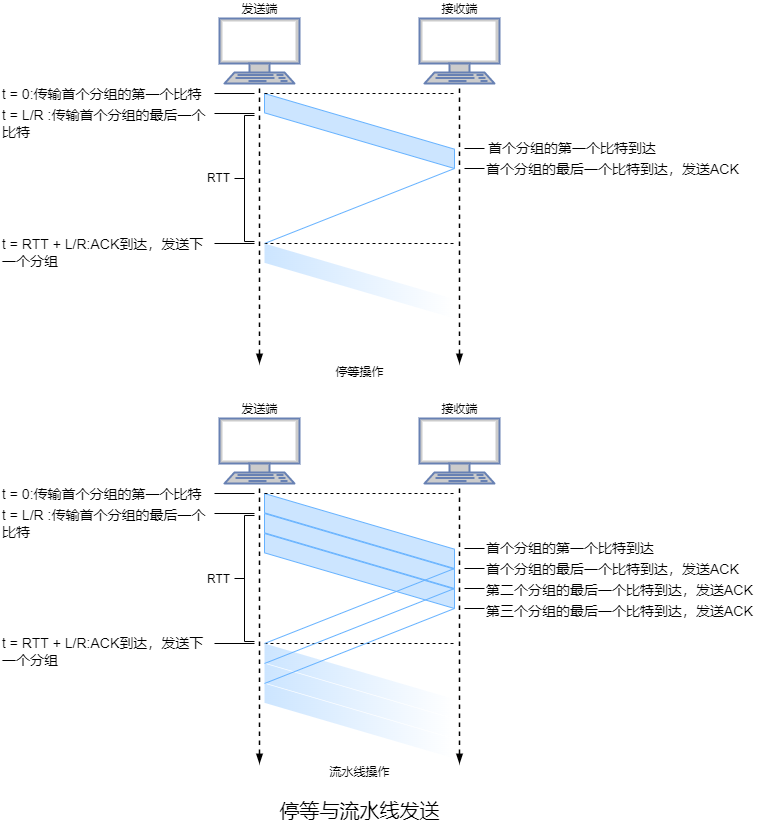 发送端
接收端
t = 0:传输首个分组的第一个比特
t = L/R :传输首个分组的最后一个
比特
首个分组的第一个比特到达
首个分组的最后一个比特到达，发送ACK
RTT
t = RTT + L/R:ACK到达，发送下
一个分组
停等操作
发送端
接收端
t = 0:传输首个分组的第一个比特
t = L/R :传输首个分组的最后一个
比特
首个分组的第一个比特到达
首个分组的最后一个比特到达，发送ACK
RTT
第二个分组的最后一个比特到达，发送ACK
第三个分组的最后一个比特到达，发送ACK
t = RTT + L/R:ACK到达，发送下
一个分组
流水线操作
停等与流水线发送